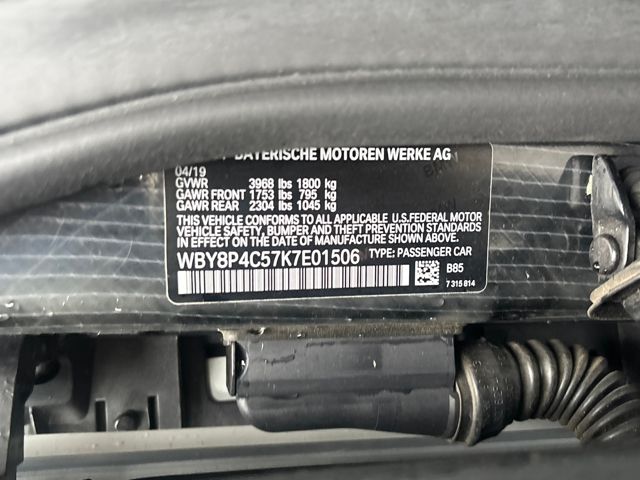 BAYERISCHE MOTOREN WERKE AG
04/19
GVWR 3968 lbs 1800 kg
GAWR FRONT 1753 lbs 795 kg
GAWR REAR 2304 lbs 1045 kg
THIS VEHICLE CONFORMS TO ALL APPLICABLE U.S.FEDERAL MOTOR
VEHICLE SAFETY, BUMPER AND THEFT PREVENTION STANDARDS
IN EFFECT ON THE DATE OF MANUFACTURE SHOWN ABOVE.
WBY8P4C57K7E01506 TYPE: PASSENGER CAR
B85
7 315 814